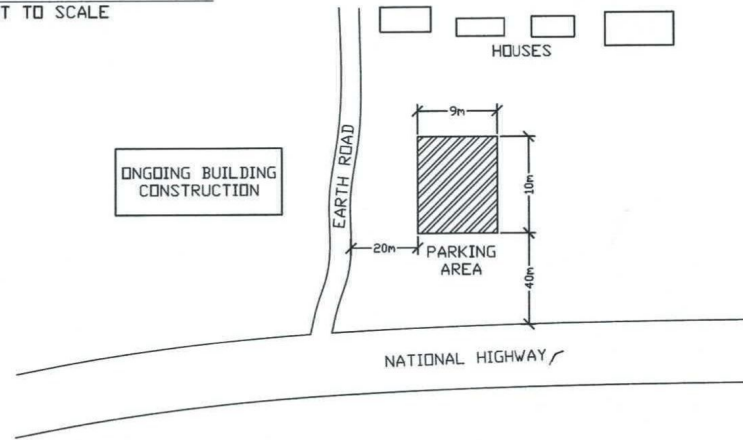 T TO SCALE
HOUSES
9m
ONGOING BUILDING
CONSTRUCTION
EARTH ROAD
10m
20m
PARKING
AREA
40m
NATIONAL HIGHWAY